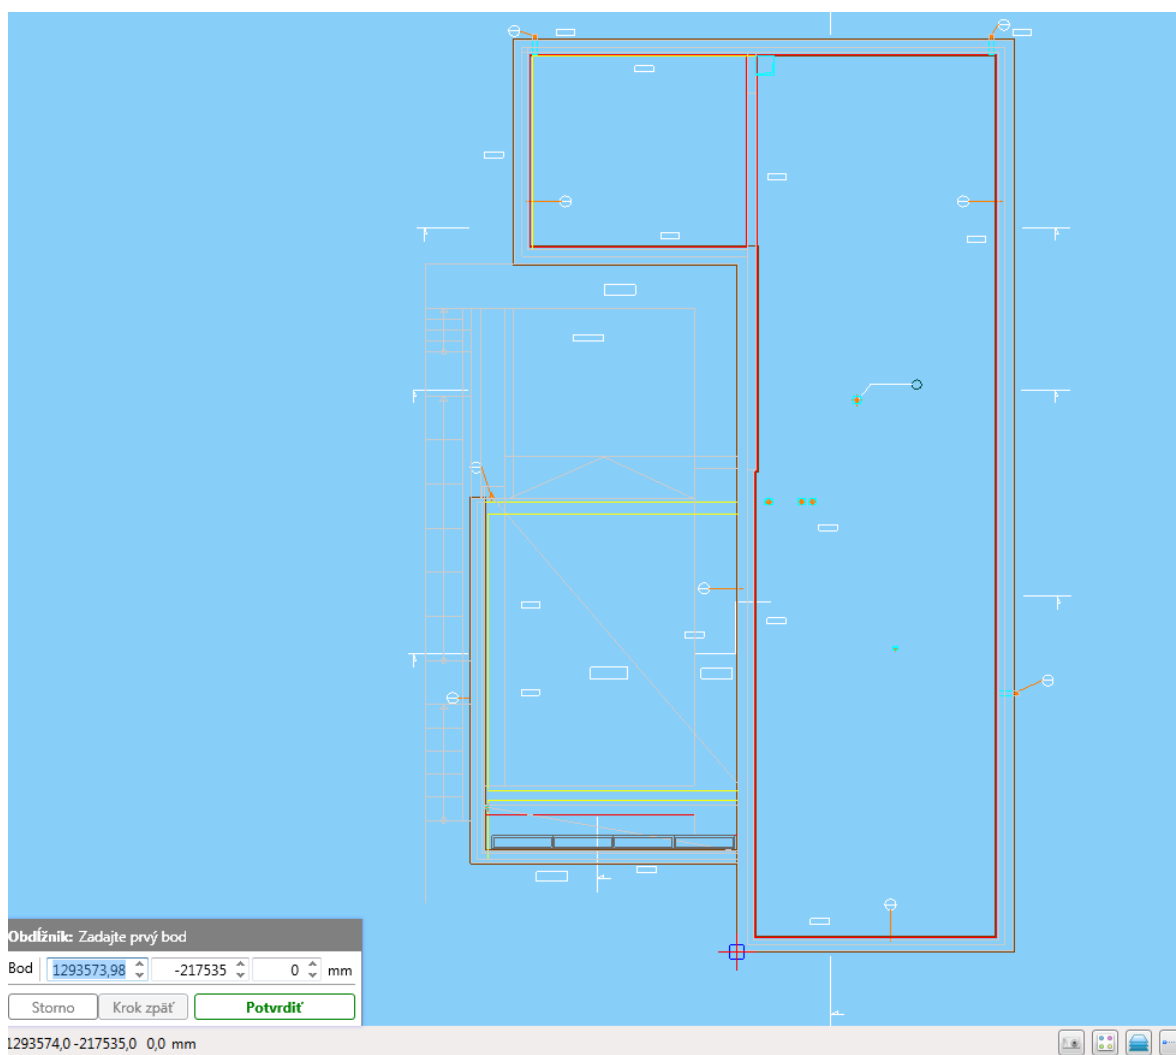 Obdĺžnik: Zadajte prvý bod
Bod 1293573,98 -217535 0 mm
Storno Krok zpäť Potvrdiť
1293574,0 -217535,0 0,0 mm